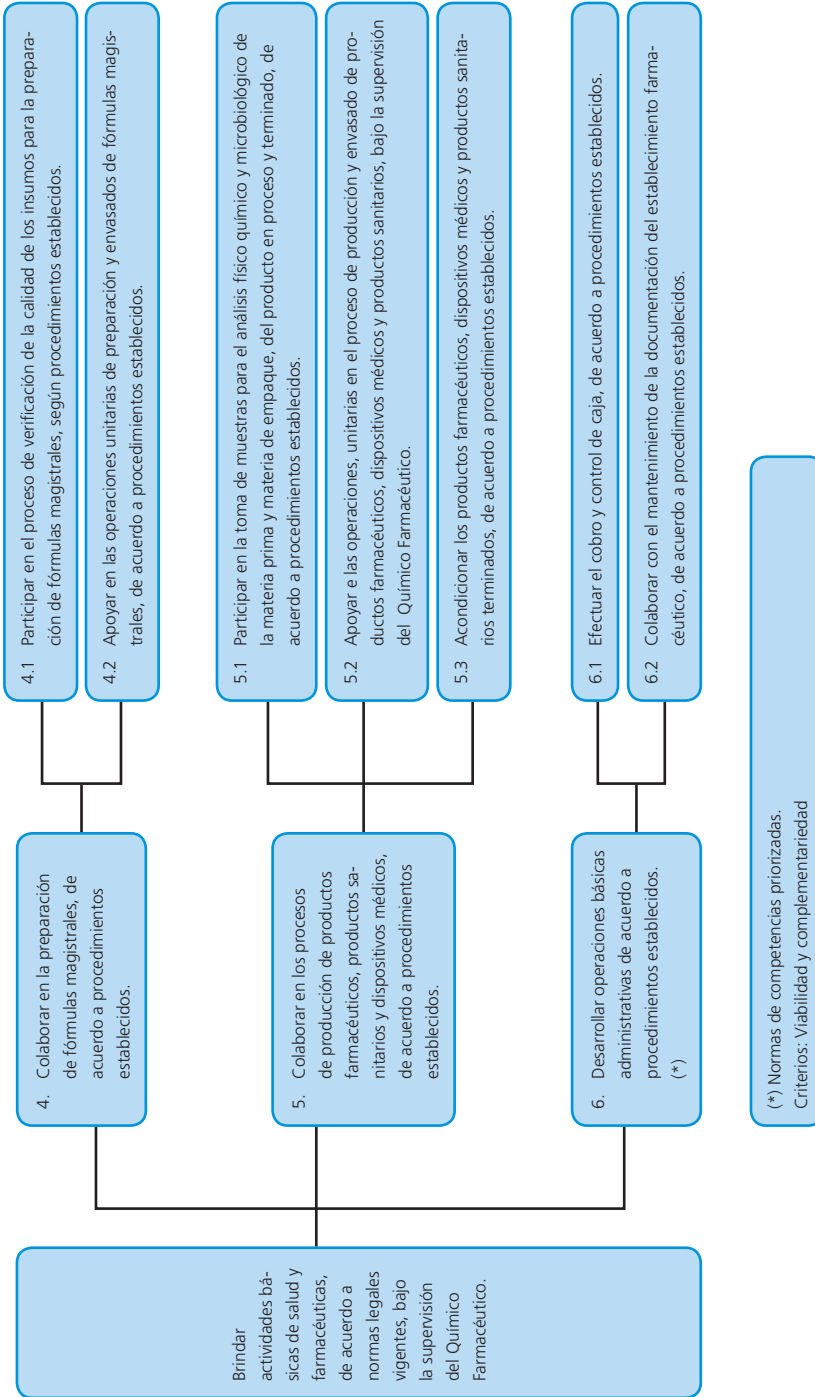 Brindar
actividades bá-
sicas de salud y
farmacéuticas,
de acuerdo a
normas legales
vigentes, bajo
la supervisión
del Químico
Farmacéutico.
4. Colaborar en la preparación
de fórmulas magistrales, de
acuerdo a procedimientos
establecidos.
4.1 Participar en el proceso de verificación de la calidad de los insumos para la prepara-
ción de fórmulas magistrales, según procedimientos establecidos.
4.2 Apoyar en las operaciones unitarias de preparación y envasados de fórmulas magis-
trales, de acuerdo a procedimientos establecidos.
5. Colaborar en los procesos
de producción de productos
farmacéuticos, productos sa-
nitarios y dispositivos médicos,
de acuerdo a procedimientos
establecidos.
5.1 Participar en la toma de muestras para el análisis físico químico y microbiológico de
la materia prima y materia de empaque, del producto en proceso y terminado, de
acuerdo a procedimientos establecidos.
5.2 Apoyar e las operaciones, unitarias en el proceso de producción y envasado de pro-
ductos farmacéuticos, dispositivos médicos y productos sanitarios, bajo la supervisión
del Químico Farmacéutico.
5.3 Acondicionar los productos farmacéuticos, dispositivos médicos y productos sanita-
rios terminados, de acuerdo a procedimientos establecidos.
6. Desarrollar operaciones básicas
administrativas de acuerdo a
procedimientos establecidos.
(*)
6.1 Efectuar el cobro y control de caja, de acuerdo a procedimientos establecidos.
6.2 Colaborar con el mantenimiento de la documentación del establecimiento farma-
céutico, de acuerdo a procedimientos establecidos.
(*) Normas de competencias priorizadas.
Criterios: Viabilidad y complementariedad